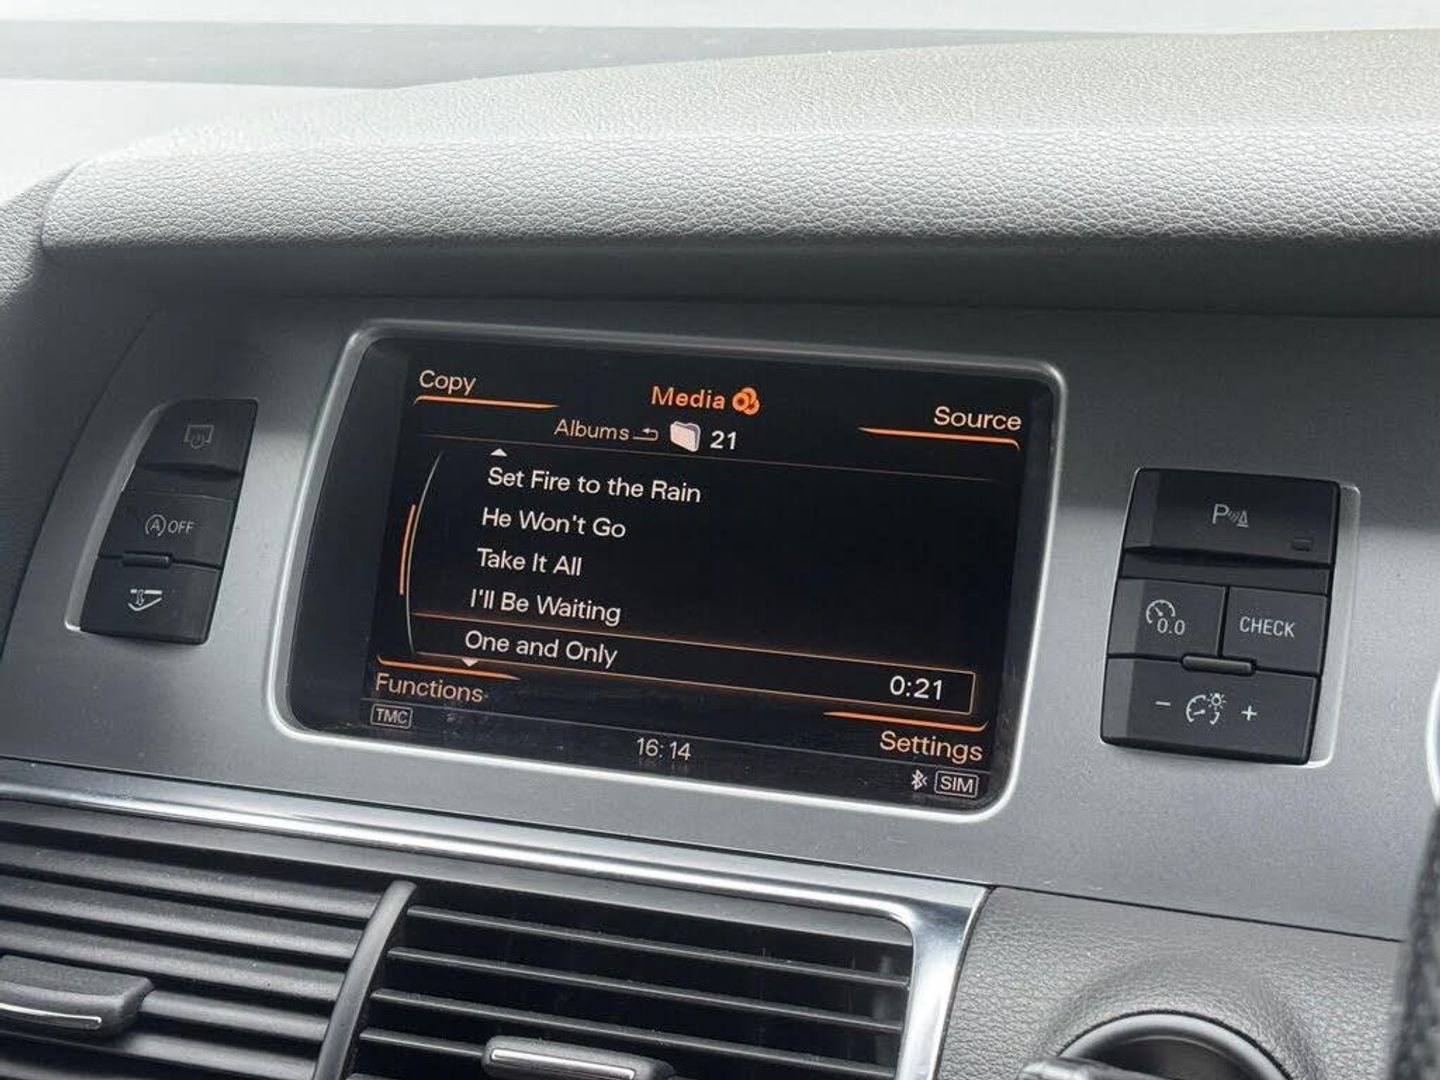 Copy
Media
Source
Albums 21
Set Fire to the Rain
He Won't Go
Take It All
I'll Be Waiting
One and Only
0:21
Functions
Settings
TMC
16:14
SIM
A OFF
P
0.0
CHECK
- +